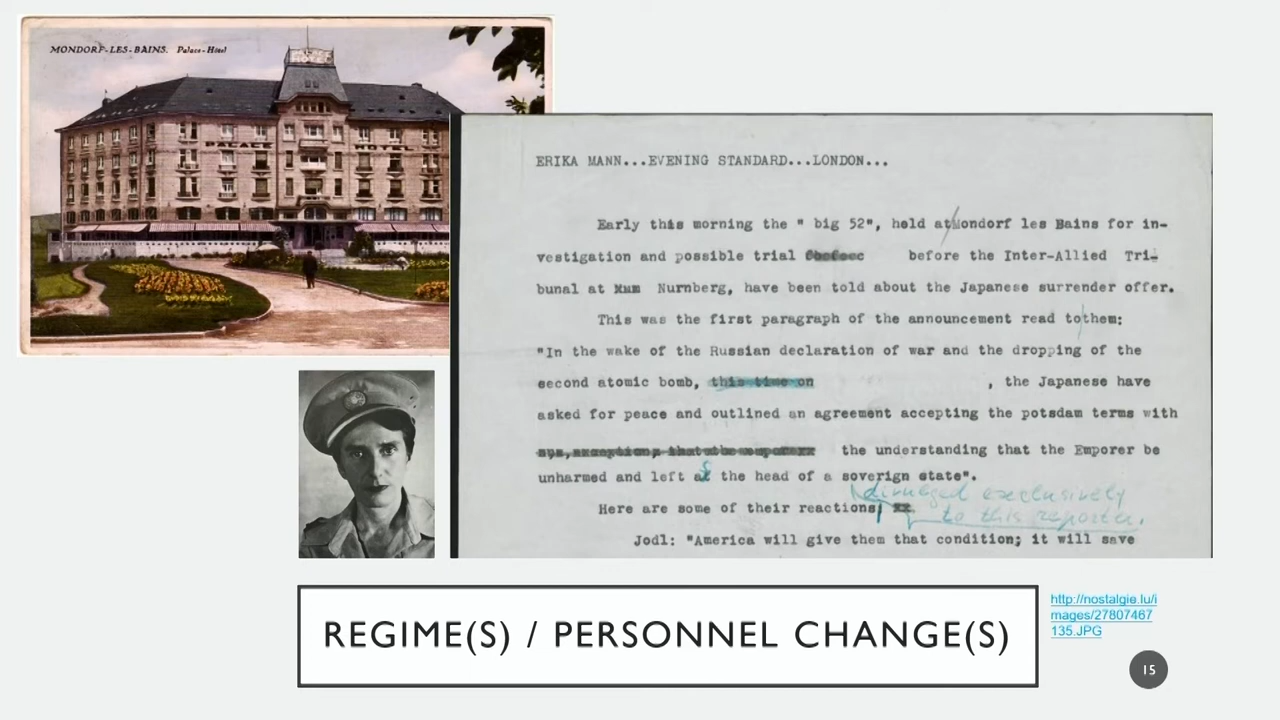 MONDORF-LES-BAINS. Palace-Hôtel
HOTEL
PALACE HOTEL
ERIKA MANN...EVENING STANDARD...LONDON...
Early this morning the " big 52", held at Mondorf les Bains for in-
vestigation and possible trial before the Inter-Allied Tri-
bunal at Nurnberg, have been told about the Japanese surrender offer.
This was the first paragraph of the announcement read to them:
"In the wake of the Russian declaration of war and the dropping of the
second atomic bomb, this time on , the Japanese have
asked for peace and outlined an agreement accepting the potsdam terms with
the understanding that the Emporer be
unharmed and left as the head of a soverign state".
divulged exclusively
Here are some of their reactions; to this reporter.
Jodl: "America will give them that condition; it will save
REGIME(S) / PERSONNEL CHANGE(S)
http://nostalgie.lu/i
mages/27807467
135.JPG
15